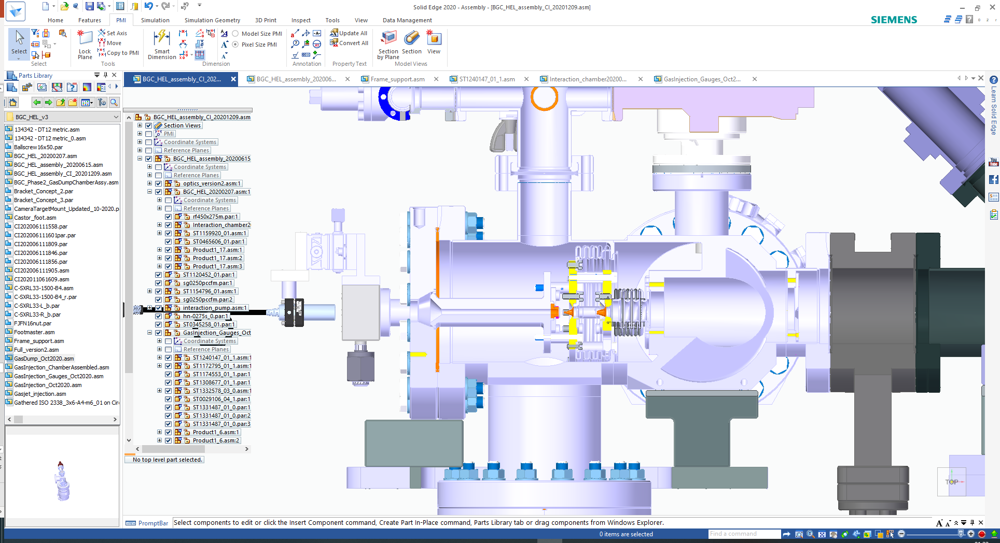 Solid Edge 2020 - Assembly - [BGC_HEL_assembly_CI_20201209.asm]
Home Features PMI Simulation Simulation Geometry 3D Print Inspect Tools View Data Management
SIEMENS
Select
Select
Lock Plane
Set Axis
Move
Copy to PMI
Tools
Smart Dimension
Model Size PMI
Pixel Size PMI
Dimension
Annotation
Update All
Convert All
Property Text
Section by Plane
Section
View
Model Views
Parts Library
BGC_HEL_v3
134342 - DT12 metric.asm
134342 - DT12 metric_0.asm
Ballscrew16x50.par
BGC_HEL_20200207.asm
BGC_HEL_assembly_20200615.asm
BGC_HEL_assembly_CI_20201209.asm
BGC_Phase2_GasDumpChamberAssy.asm
Bracket_Concept_2.par
Bracket_Concept_3.par
CameraTargetMount_Updated_10-2020.p
Castor_foot.asm
CI202006111558.par
CI202006111601par.par
CI202006111809.par
CI202006111846.par
CI202006111856.par
CI202006111905.asm
CI202011061609.asm
C-SXRL33-1500-B4.asm
C-SXRL33-1500-B4_r.par
C-SXRL33-L_b.par
C-SXRL33-R_b.par
FJFN16nut.par
Footmaster.asm
Frame_support.asm
Full_version2.asm
GasDump_Oct2020.asm
GasInjection_ChamberAssembled.asm
GasInjection_Gauges_Oct2020.asm
GasInjection_Oct2020.asm
Gasjet_injection.asm
Gathered ISO 2338_3x6-A4-m6_01 on Cir
BGC_HEL_assembly_CI_202...
BGC_HEL_assembly_202006...
Frame_support.asm
ST1240147_01_1.asm
Interaction_chamber20200...
GasInjection_Gauges_Oct2...
BGC_HEL_assembly_CI_20201209.asm
Section Views
PMI
Coordinate Systems
Reference Planes
BGC_HEL_assembly_20200615
Coordinate Systems
Reference Planes
optics_version2.asm:1
BGC_HEL_20200207.asm:1
Coordinate Systems
Reference Planes
rf450x275m.par:1
Interaction_chamber2
ST1159920_01.asm:1
ST0465606_01.par:1
Product1_17.asm:1
Product1_17.asm:2
Product1_17.asm:3
ST1120452_01.par:1
sg0250pccfm.par:1
ST1154796_01.asm:1
sg0250pccfm.par:2
interaction_pump.asm:1
hn-0275s_0.par:1
ST0345258_01.par:1
GasInjection_Gauges_Oct
Coordinate Systems
Reference Planes
ST1240147_01_1.asm:1
ST1172795_01_1.asm:1
ST1174553_01_1.par:1
ST1308677_01_1.par:1
ST1332578_03_0.asm:1
ST0029106_04_1.par:1
ST1331487_01_0.par:1
ST1331487_01_0.par:2
ST1331487_01_0.par:3
Product1_6.asm:1
Product1_6.asm:2
No top level part selected.
TOP
Learn Solid Edge
You Tube
PromptBar
Select components to edit or click the Insert Component command, Create Part In-Place command, Parts Library tab or drag components from Windows Explorer.
0 items are selected
Find a command